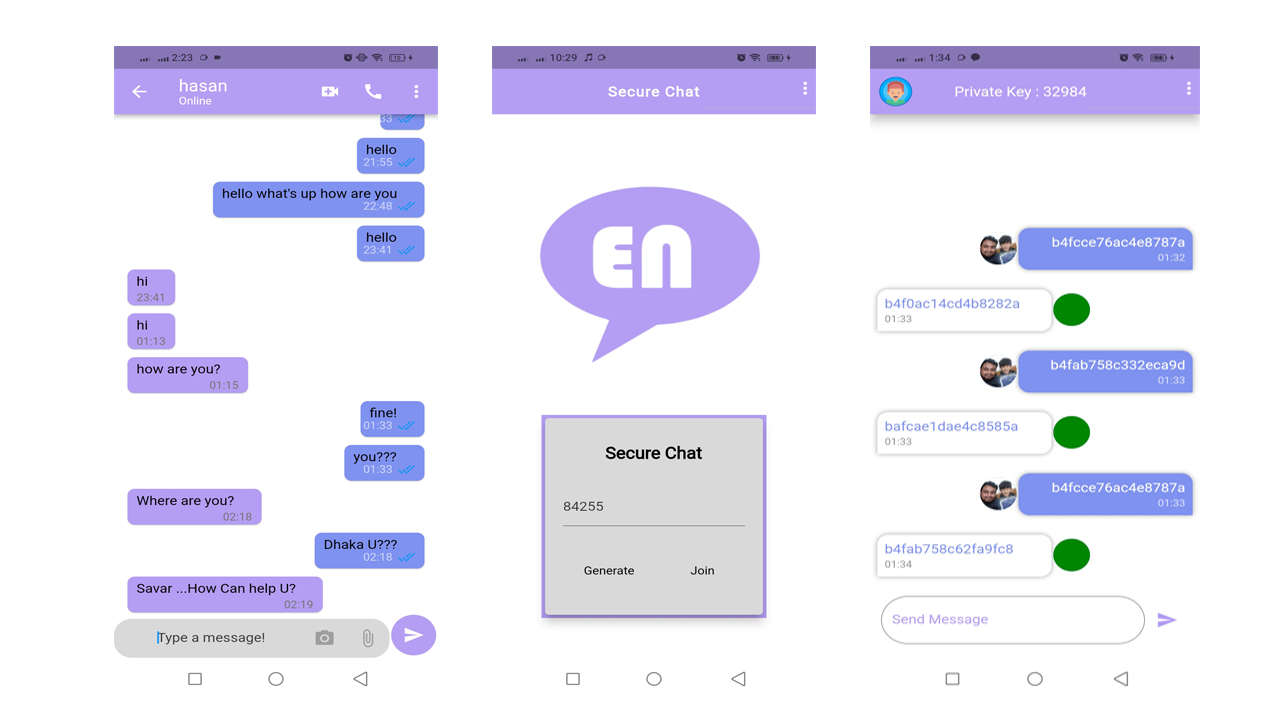 2:23
10
hasan
Online
33
hello
21:55
hello what's up how are you
22:48
hello
23:41
hi
23:41
hi
01:13
how are you?
01:15
fine!
01:33
you???
01:33
Where are you?
02:18
Dhaka U???
02:18
Savar ...How Can help U?
02:19
Type a message!
10:29
Secure Chat
EN
Secure Chat
84255
Generate Join
1:34
Private Key : 32984
b4fcce76ac4e8787a
01:32
b4f0ac14cd4b8282a
01:33
b4fab758c332eca9d
01:33
bafcae1dae4c8585a
01:33
b4fcce76ac4e8787a
01:33
b4fab758c62fa9fc8
01:34
Send Message